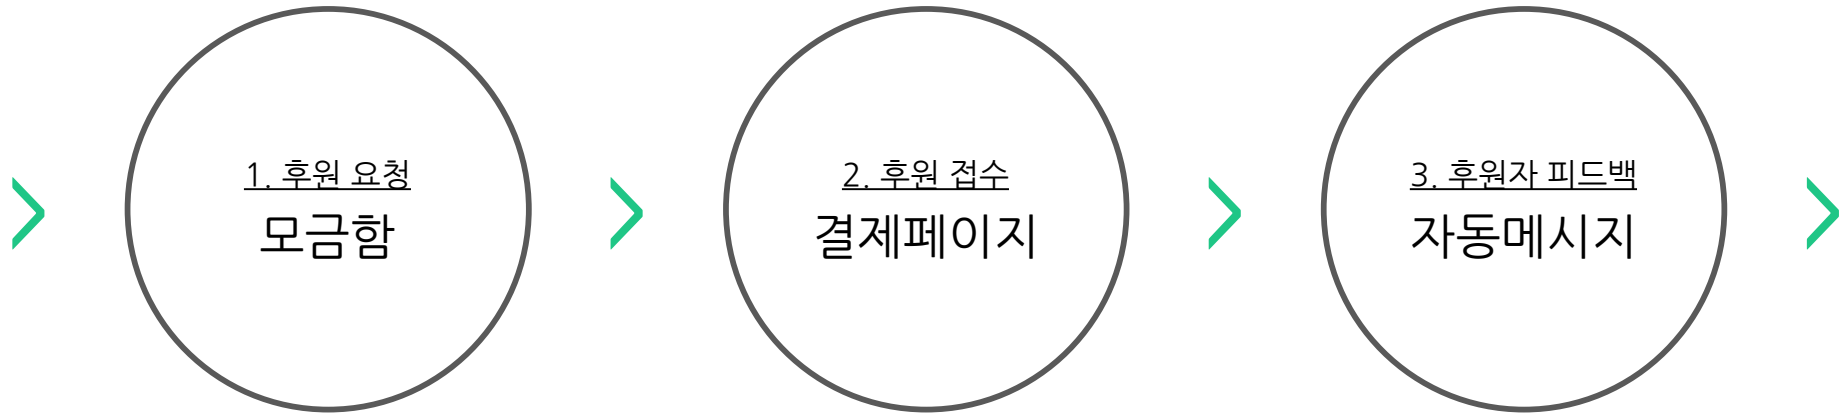 1. 후원 요청
모금함
2. 후원 접수
결제페이지
3. 후원자 피드백
자동메시지